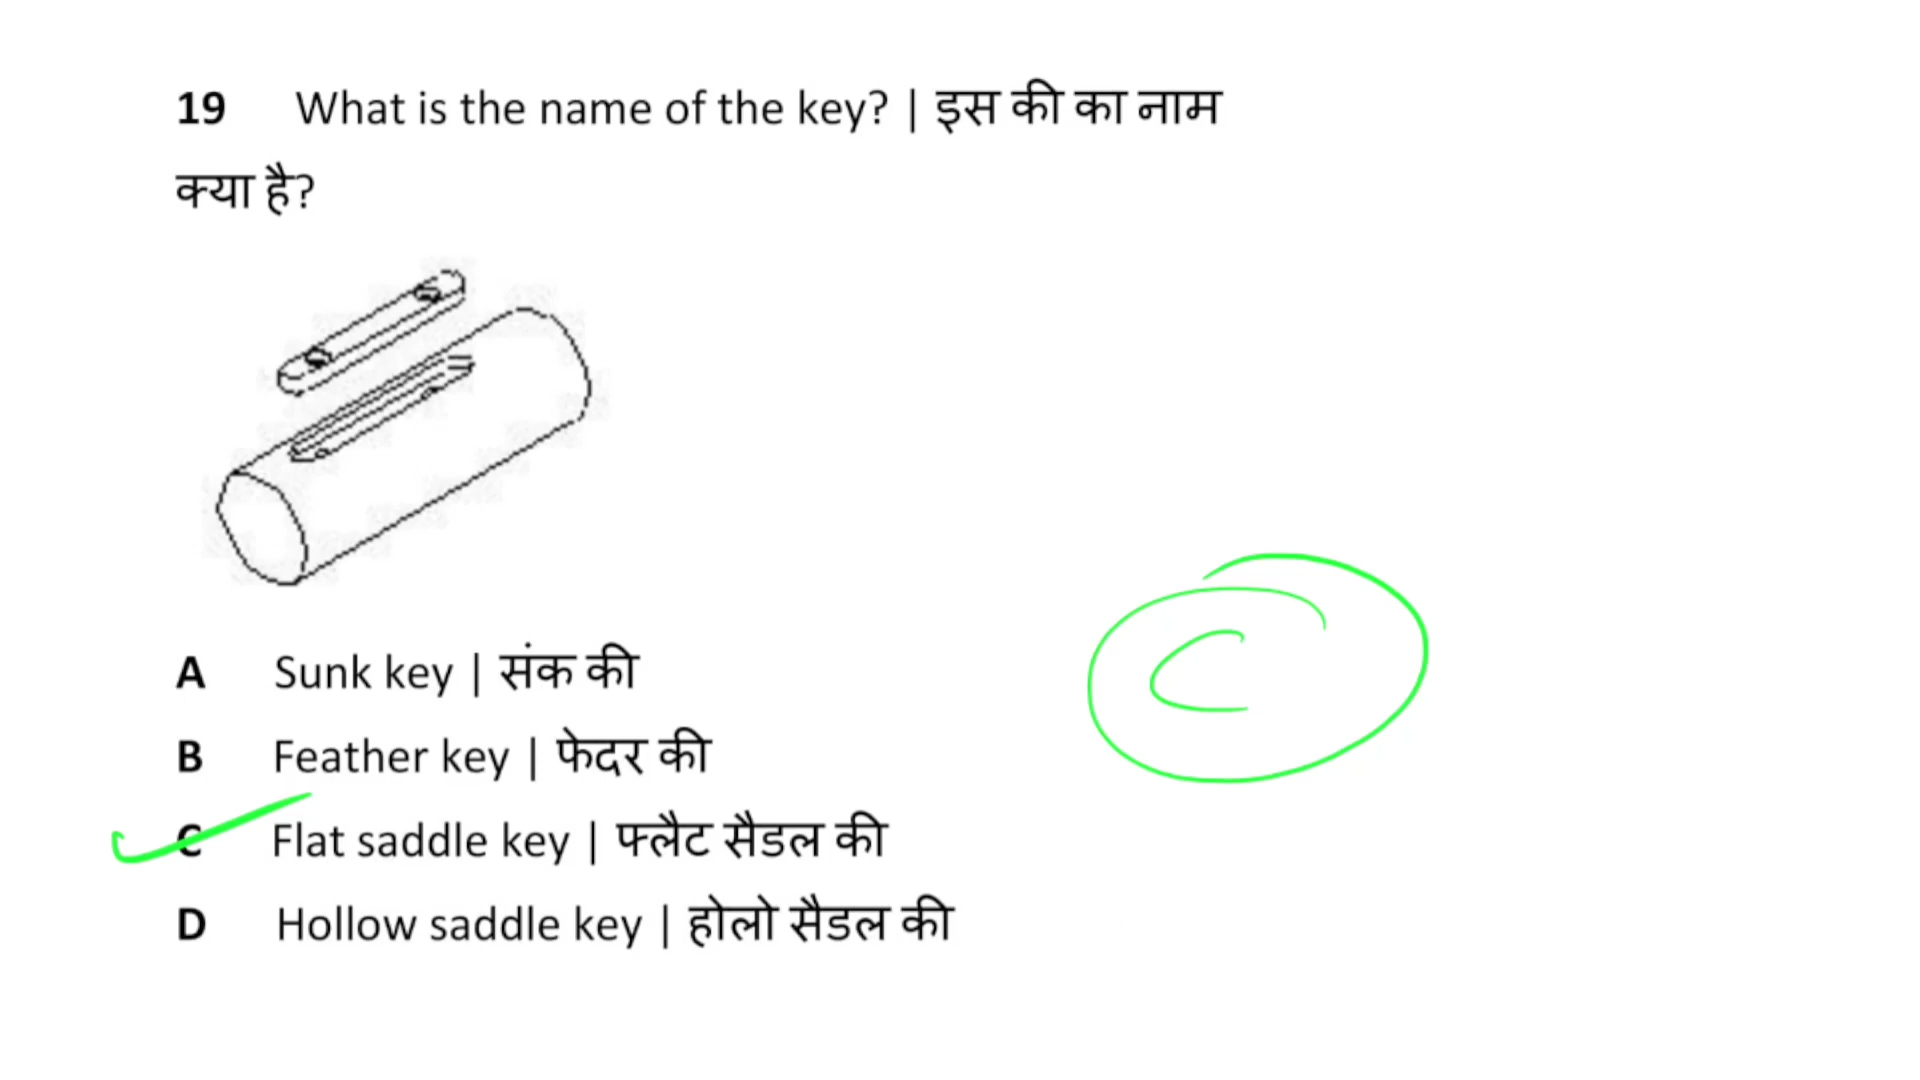 19 What is the name of the key? | इस की का नाम
क्या है?
A Sunk key | संक की
B Feather key | फेदर की
C Flat saddle key | फ्लैट सैडल की
C
D Hollow saddle key | होलो सैडल की